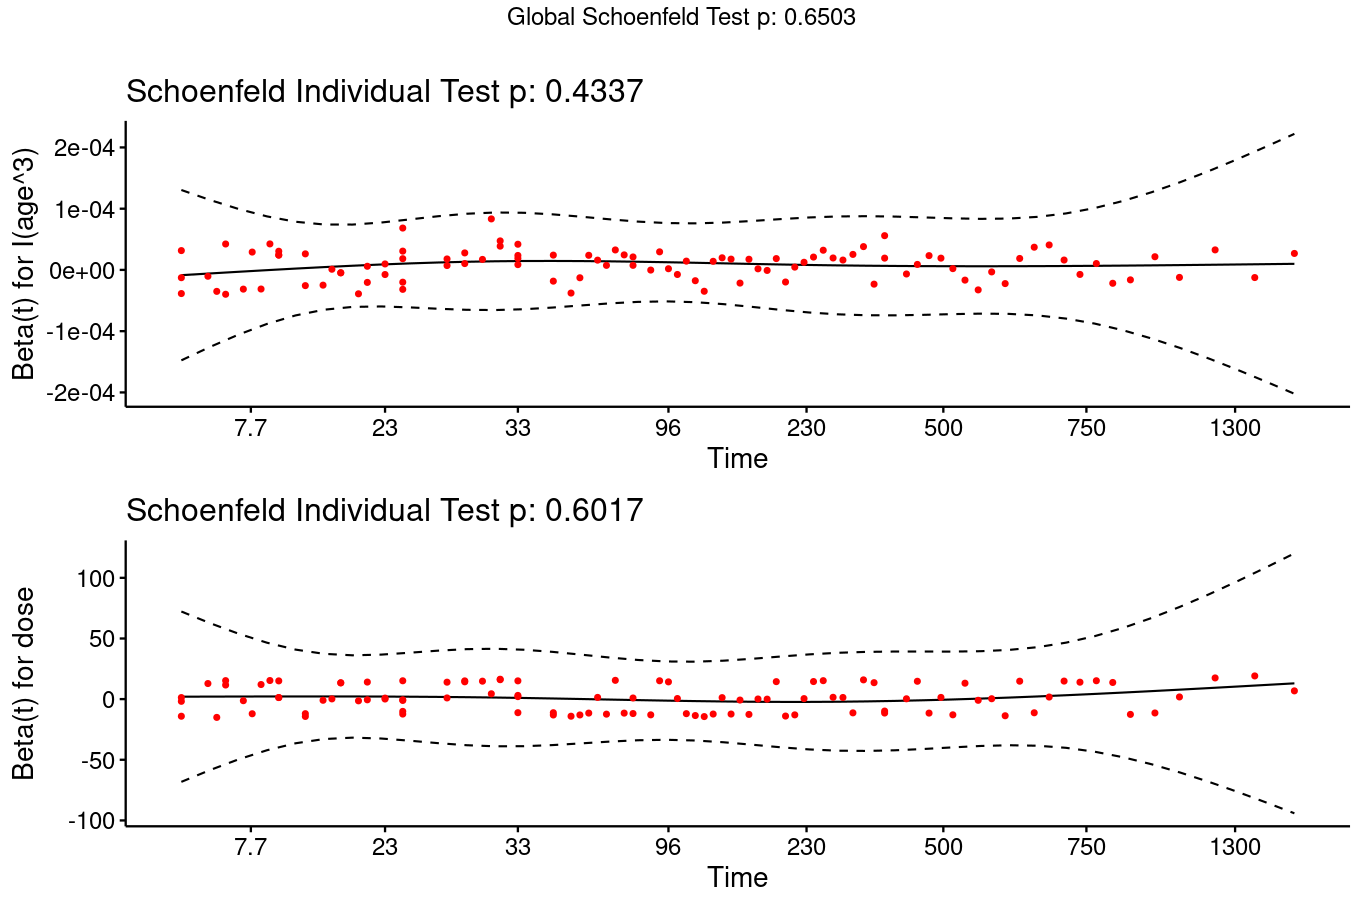 Global Schoenfeld Test p: 0.6503
Schoenfeld Individual Test p: 0.4337
Beta(t) for I(age^3)
2e-04
1e-04
0e+00
-1e-04
-2e-04
7.7 23 33 96 230 500 750 1300
Time
Schoenfeld Individual Test p: 0.6017
Beta(t) for dose
100
50
0
-50
-100
7.7 23 33 96 230 500 750 1300
Time